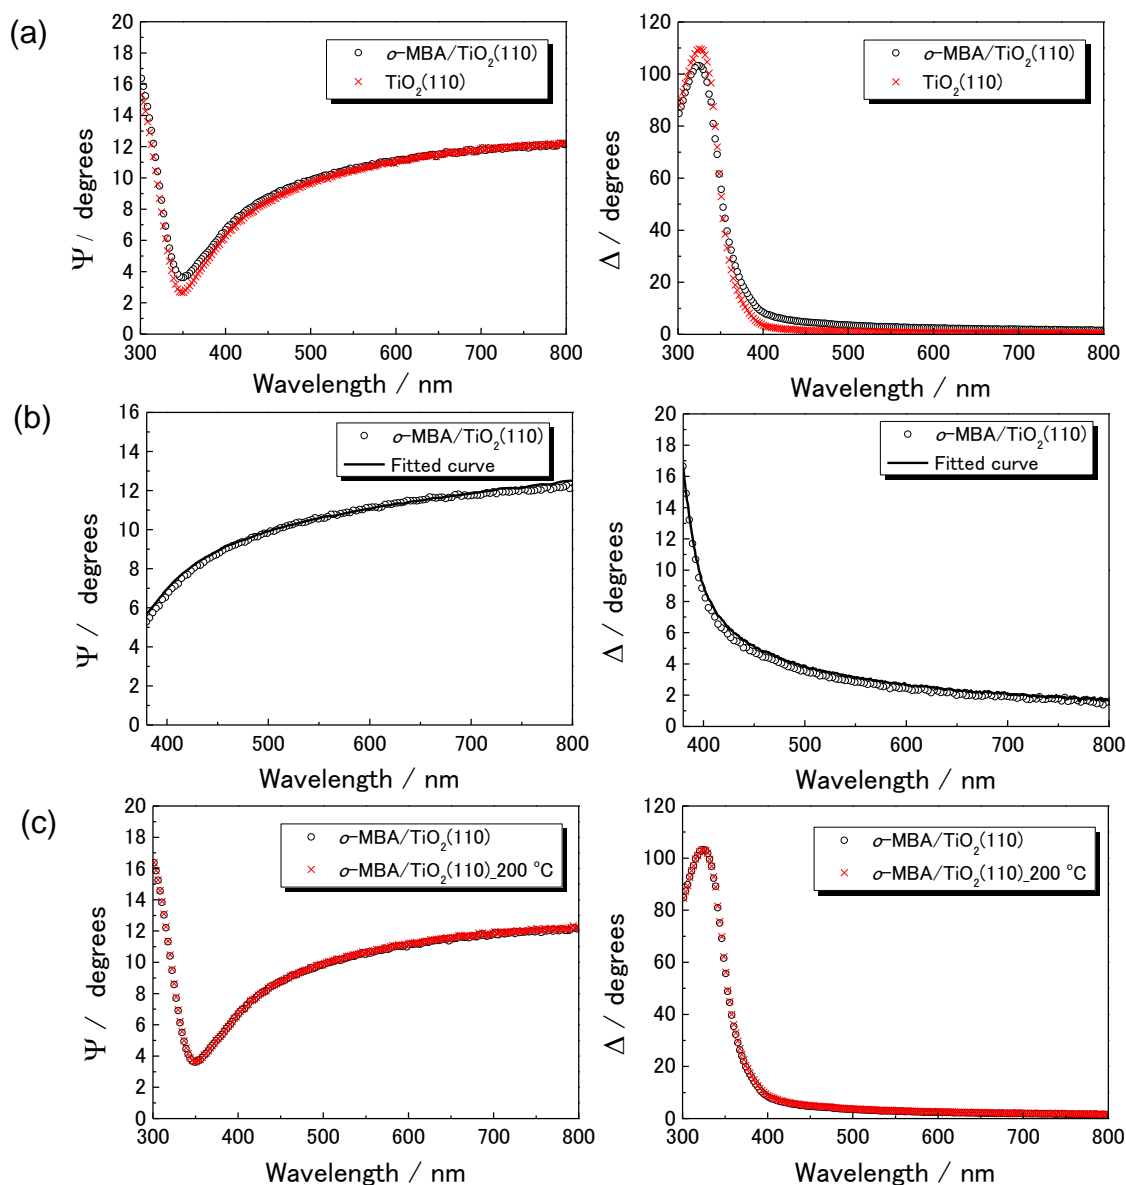 (a)
20
18
16
14
12
10
8
6
4
2
0
Ψ / degrees
o-MBA/TiO2(110)
TiO2(110)
300 400 500 600 700 800
Wavelength / nm
120
100
80
60
40
20
0
Δ / degrees
o-MBA/TiO2(110)
TiO2(110)
300 400 500 600 700 800
Wavelength / nm
(b)
16
14
12
10
8
6
4
2
0
Ψ / degrees
o-MBA/TiO2(110)
Fitted curve
400 500 600 700 800
Wavelength / nm
20
18
16
14
12
10
8
6
4
2
0
Δ / degrees
o-MBA/TiO2(110)
Fitted curve
400 500 600 700 800
Wavelength / nm
(c)
20
18
16
14
12
10
8
6
4
2
0
Ψ / degrees
o-MBA/TiO2(110)
o-MBA/TiO2(110)_200 °C
300 400 500 600 700 800
Wavelength / nm
120
100
80
60
40
20
0
Δ / degrees
o-MBA/TiO2(110)
o-MBA/TiO2(110)_200 °C
300 400 500 600 700 800
Wavelength / nm